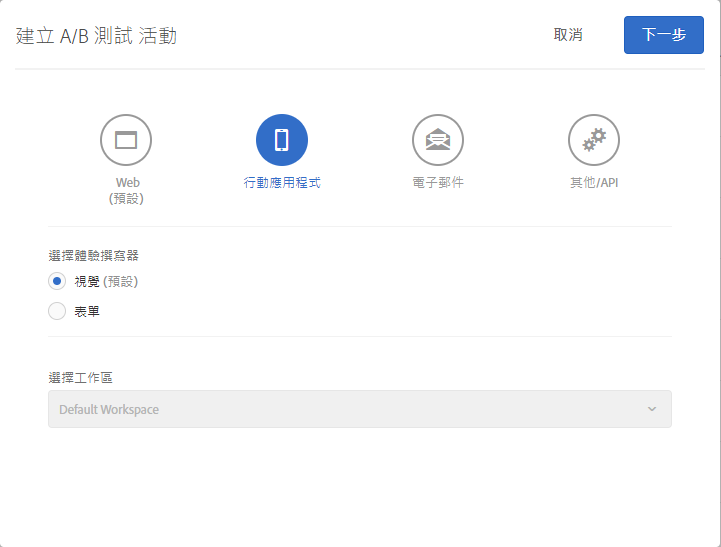 建立 A/B 測試 活動
取消
下一步
Web
(預設)
行動應用程式
電子郵件
其他/API
選擇體驗撰寫器
視覺 (預設)
表單
選擇工作區
Default Workspace